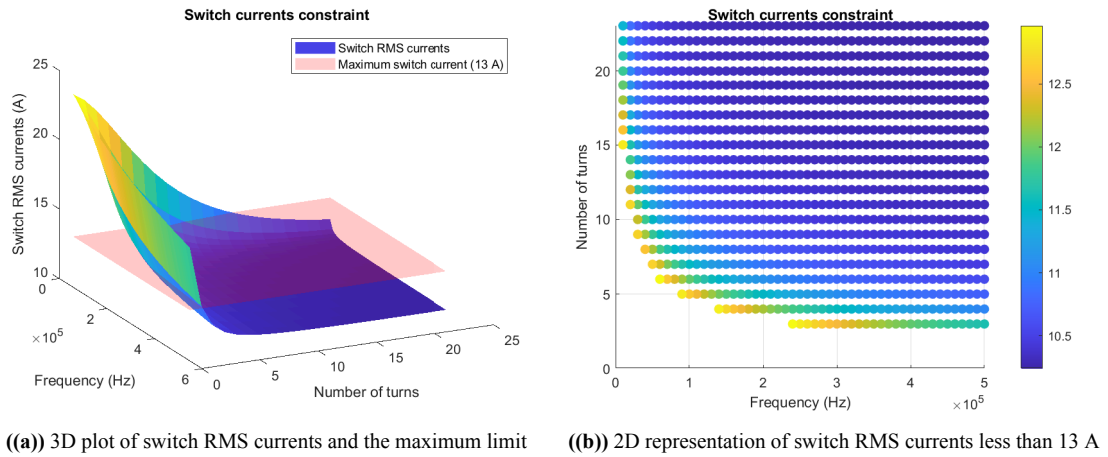 Switch currents constraint
Switch RMS currents
Maximum switch current (13 A)
25
20
15
10
Switch RMS currents (A)
0
2
4
6
×10⁵
Frequency (Hz)
0
5
10
15
20
25
Number of turns
((a)) 3D plot of switch RMS currents and the maximum limit
Switch currents constraint
20
15
10
5
0
Number of turns
0
1
2
3
4
5
×10⁵
Frequency (Hz)
12.5
12
11.5
11
10.5
((b)) 2D representation of switch RMS currents less than 13 A